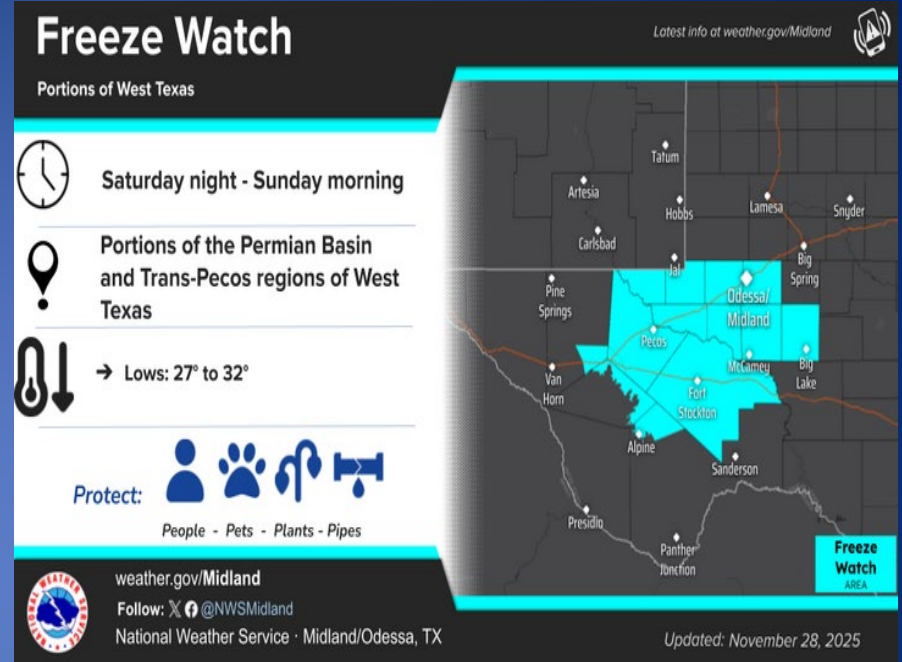 Freeze Watch
Latest info at weather.gov/Midland
Portions of West Texas
Saturday night - Sunday morning
Portions of the Permian Basin
and Trans-Pecos regions of West
Texas
→ Lows: 27° to 32°
Protect:
People - Pets - Plants - Pipes
Tatum
Artesia
Hobbs
Lamesa
Snyder
Carlsbad
Jal
Big
Spring
Pine
Springs
Odessa/
Midland
Pecos
McCamey
Big
Lake
Van
Horn
Fort
Stockton
Alpine
Sanderson
Presidio
Panther
Junction
Freeze
Watch
AREA
NATIONAL WEATHER SERVICE
weather.gov/Midland
Follow: X @NWSMidland
National Weather Service · Midland/Odessa, TX
Updated: November 28, 2025